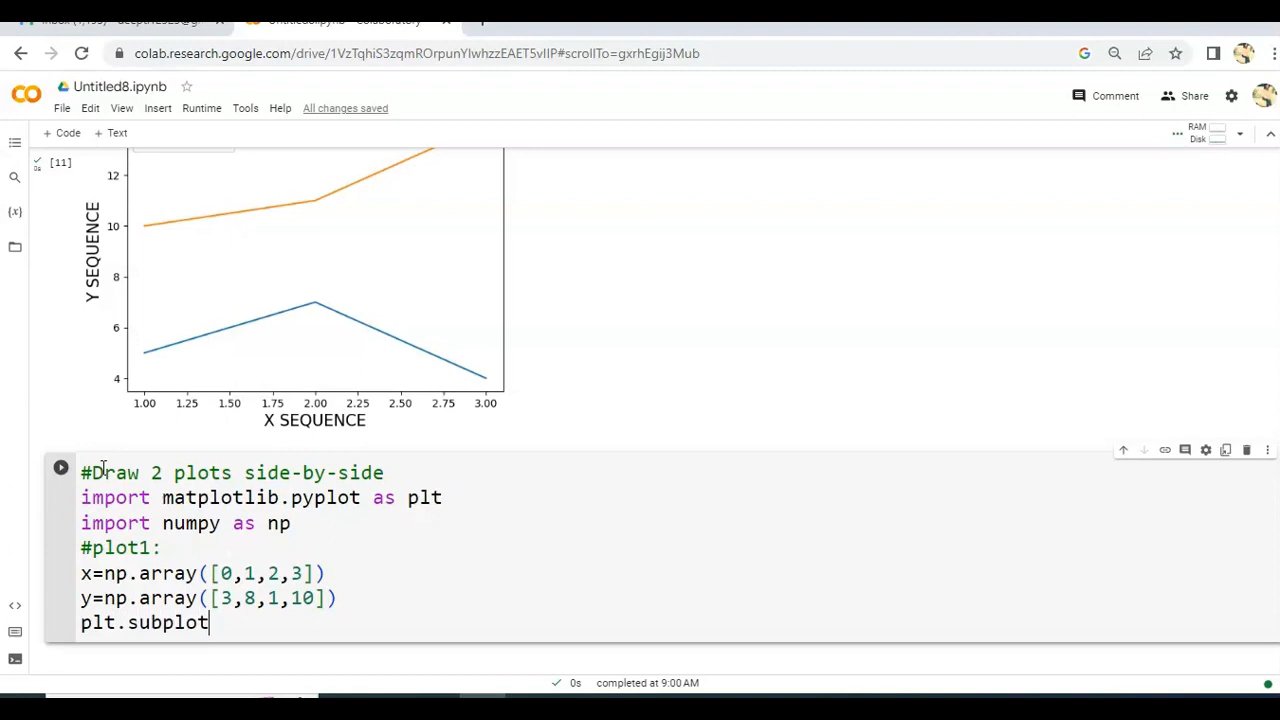 colab.research.google.com/drive/1VzTqhiS3zqmROrpunYlwhzzEAET5vIIP#scrollTo=gxrhEgij3Mub
Untitled8.ipynb
File Edit View Insert Runtime Tools Help All changes saved
Comment Share
+ Code + Text
RAM
Disk
[11]
0s
12
10
8
6
4
Y SEQUENCE
1.00 1.25 1.50 1.75 2.00 2.25 2.50 2.75 3.00
X SEQUENCE
#Draw 2 plots side-by-side
import matplotlib.pyplot as plt
import numpy as np
#plot1:
x=np.array([0,1,2,3])
y=np.array([3,8,1,10])
plt.subplot
0s completed at 9:00 AM